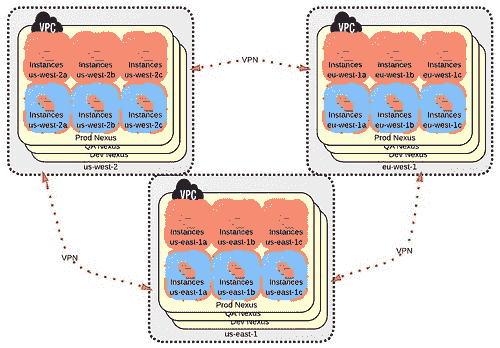 VPC
Instances Instances Instances
us-west-2a us-west-2b us-west-2c
Instances Instances Instances
us-west-2a us-west-2b us-west-2c
Prod Nexus
QA Nexus
Dev Nexus
us-west-2
VPN
VPC
Instances Instances Instances
eu-west-1a eu-west-1b eu-west-1c
Instances Instances Instances
eu-west-1a eu-west-1b eu-west-1c
Prod Nexus
QA Nexus
Dev Nexus
eu-west-1
VPN
VPN
VPC
Instances Instances Instances
us-east-1a us-east-1b us-east-1c
Instances Instances Instances
us-east-1a us-east-1b us-east-1c
Prod Nexus
QA Nexus
Dev Nexus
us-east-1